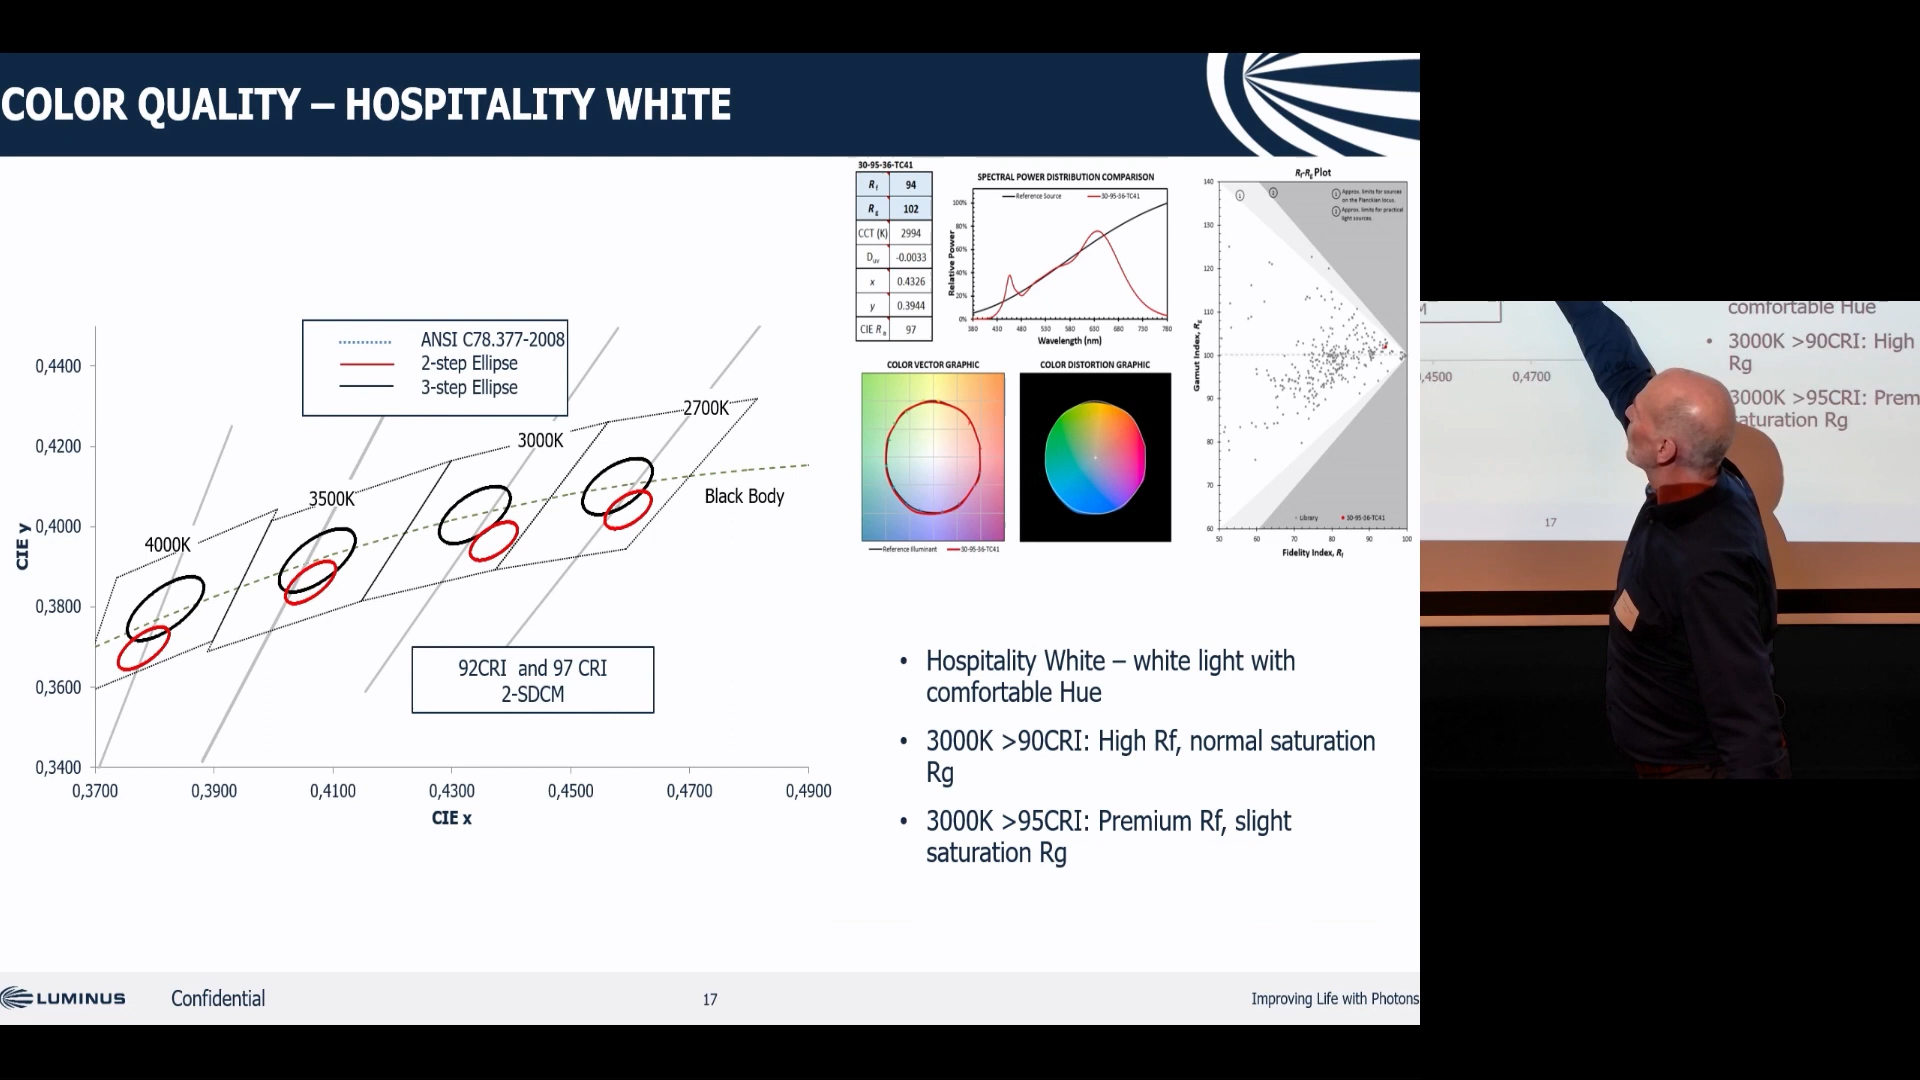 COLOR QUALITY – HOSPITALITY WHITE
30-95-36-TC41
Rf 94
Rg 102
CCT (K) 2994
Duv -0.0033
x 0.4326
y 0.3944
CIE Ra 97
SPECTRAL POWER DISTRIBUTION COMPARISON
Reference Source 30-95-36-TC41
100%
80%
60%
40%
20%
0%
Relative Power
380 430 480 530 580 630 680 730 780
Wavelength (nm)
COLOR VECTOR GRAPHIC
Reference Illuminant 30-95-36-TC41
COLOR DISTORTION GRAPHIC
Rf-Rg Plot
1 2
1 Approx. limits for sources
on the Planckian locus.
2 Approx. limits for practical
light sources.
140
130
120
110
100
90
80
70
60
Gamut Index, Rg
Library 30-95-36-TC41
50 60 70 80 90 100
Fidelity Index, Rf
ANSI C78.377-2008
2-step Ellipse
3-step Ellipse
0,4400
0,4200
0,4000
0,3800
0,3600
0,3400
CIE y
2700K
3000K
3500K
4000K
Black Body
92CRI and 97 CRI
2-SDCM
0,3700 0,3900 0,4100 0,4300 0,4500 0,4700 0,4900
CIE x
• Hospitality White – white light with
comfortable Hue
• 3000K >90CRI: High Rf, normal saturation
Rg
• 3000K >95CRI: Premium Rf, slight
saturation Rg
LUMINUS Confidential 17 Improving Life with Photons
comfortable Hue
• 3000K >90CRI: High
Rg
3000K >95CRI: Prem
saturation Rg
4500 0,4700
17